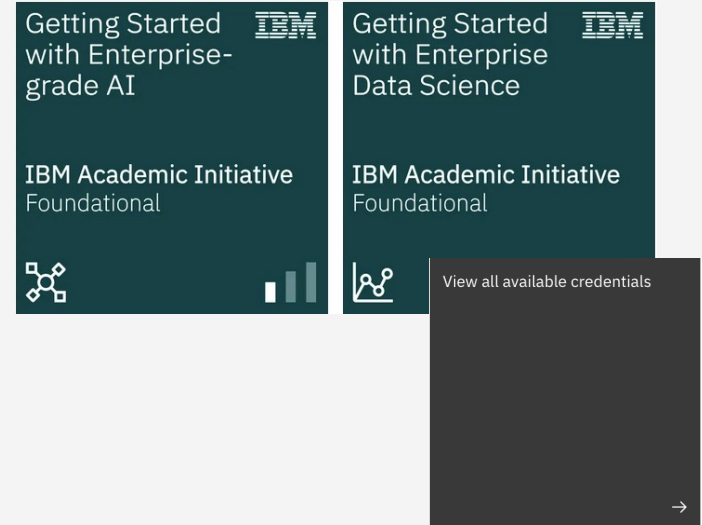 Getting Started
with Enterprise-
grade AI
IBM
IBM Academic Initiative
Foundational
Getting Started
with Enterprise
Data Science
IBM
IBM Academic Initiative
Foundational
View all available credentials